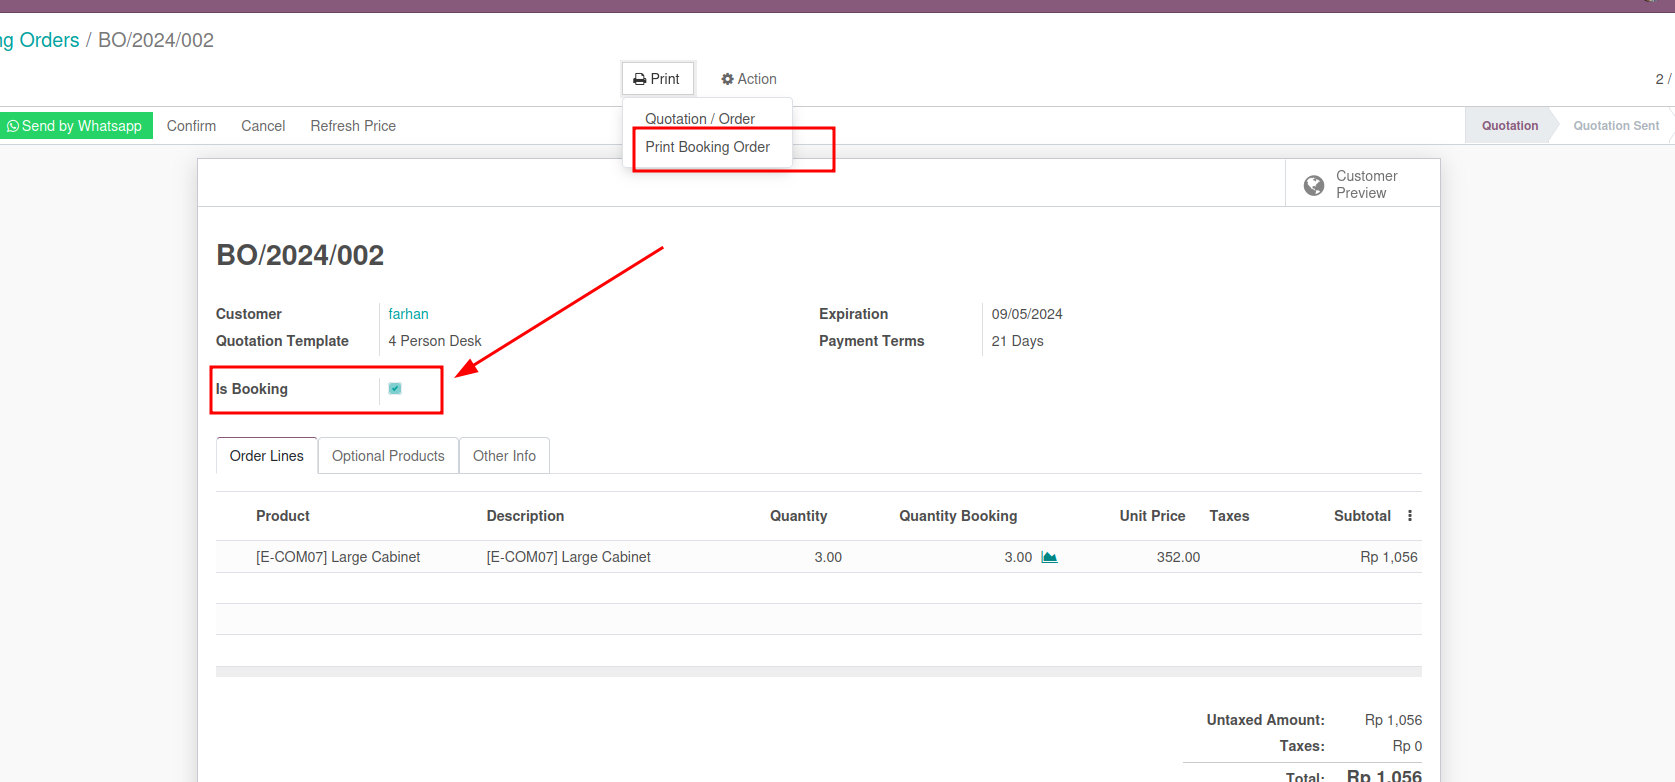 ng Orders / BO/2024/002
Print Action 2 /
Send by Whatsapp Confirm Cancel Refresh Price Quotation Quotation Sent
Quotation / Order
Print Booking Order
Customer
Preview
BO/2024/002
Customer farhan Expiration 09/05/2024
Quotation Template 4 Person Desk Payment Terms 21 Days
Is Booking
Order Lines Optional Products Other Info
Product Description Quantity Quantity Booking Unit Price Taxes Subtotal
[E-COM07] Large Cabinet [E-COM07] Large Cabinet 3.00 3.00 352.00 Rp 1,056
Untaxed Amount: Rp 1,056
Taxes: Rp 0
Total: Rp 1,056